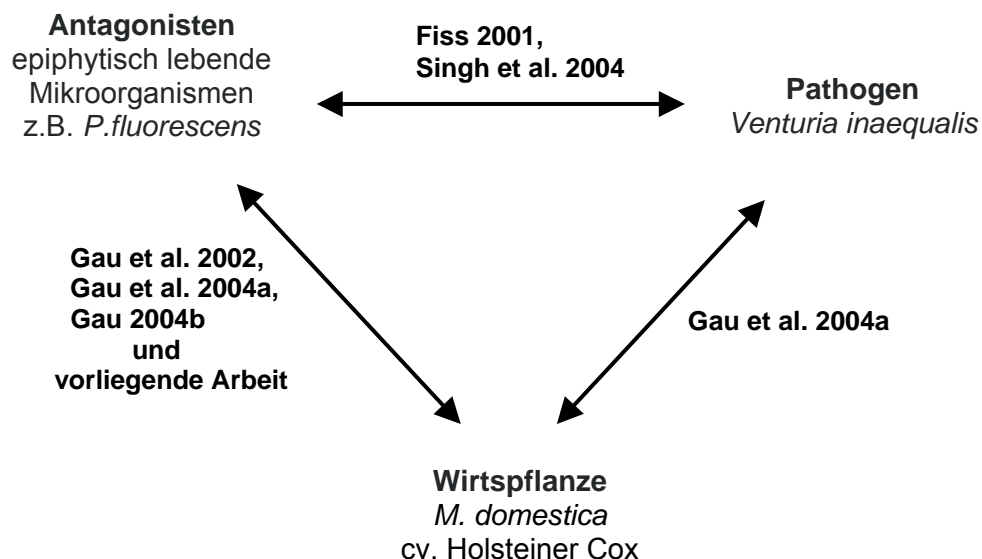 Antagonisten
epiphytisch lebende
Mikroorganismen
z.B. P.fluorescens
Fiss 2001,
Singh et al. 2004
Pathogen
Venturia inaequalis
Gau et al. 2002,
Gau et al. 2004a,
Gau 2004b
und
vorliegende Arbeit
Gau et al. 2004a
Wirtspflanze
M. domestica
cv. Holsteiner Cox